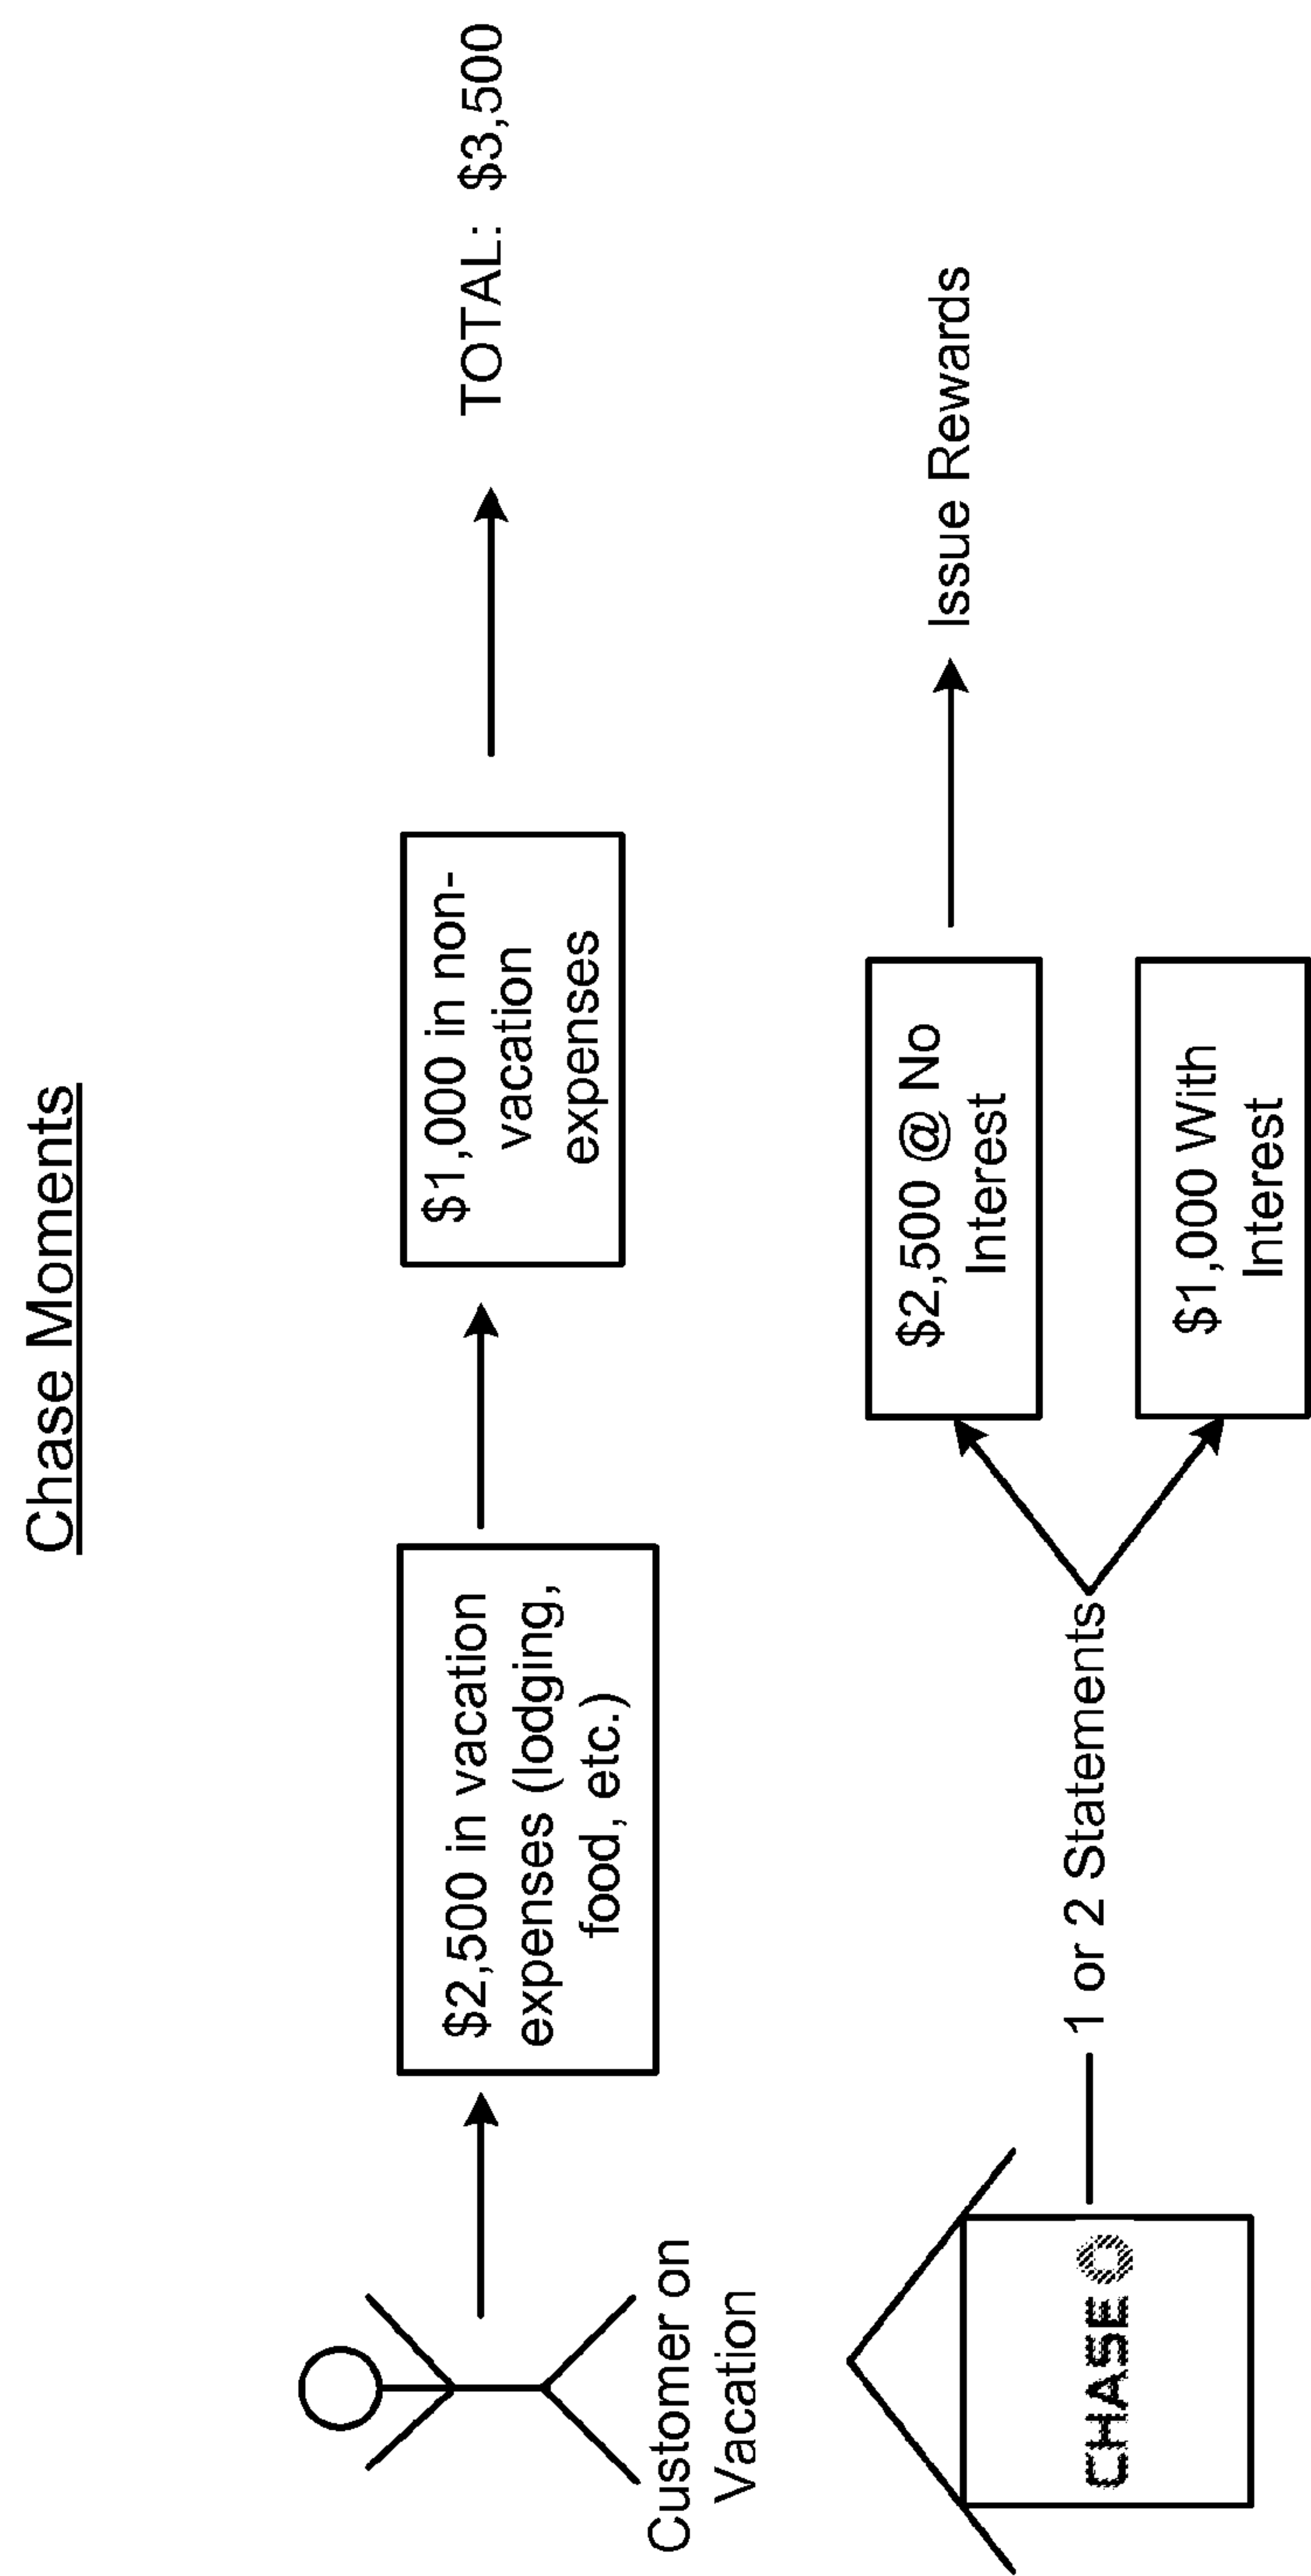 Chase Moments
Customer on
Vacation
$2,500 in vacation
expenses (lodging,
food, etc.)
$1,000 in non-
vacation
expenses
TOTAL: $3,500
CHASE
1 or 2 Statements
$2,500 @ No
Interest
Issue Rewards
$1,000 With
Interest